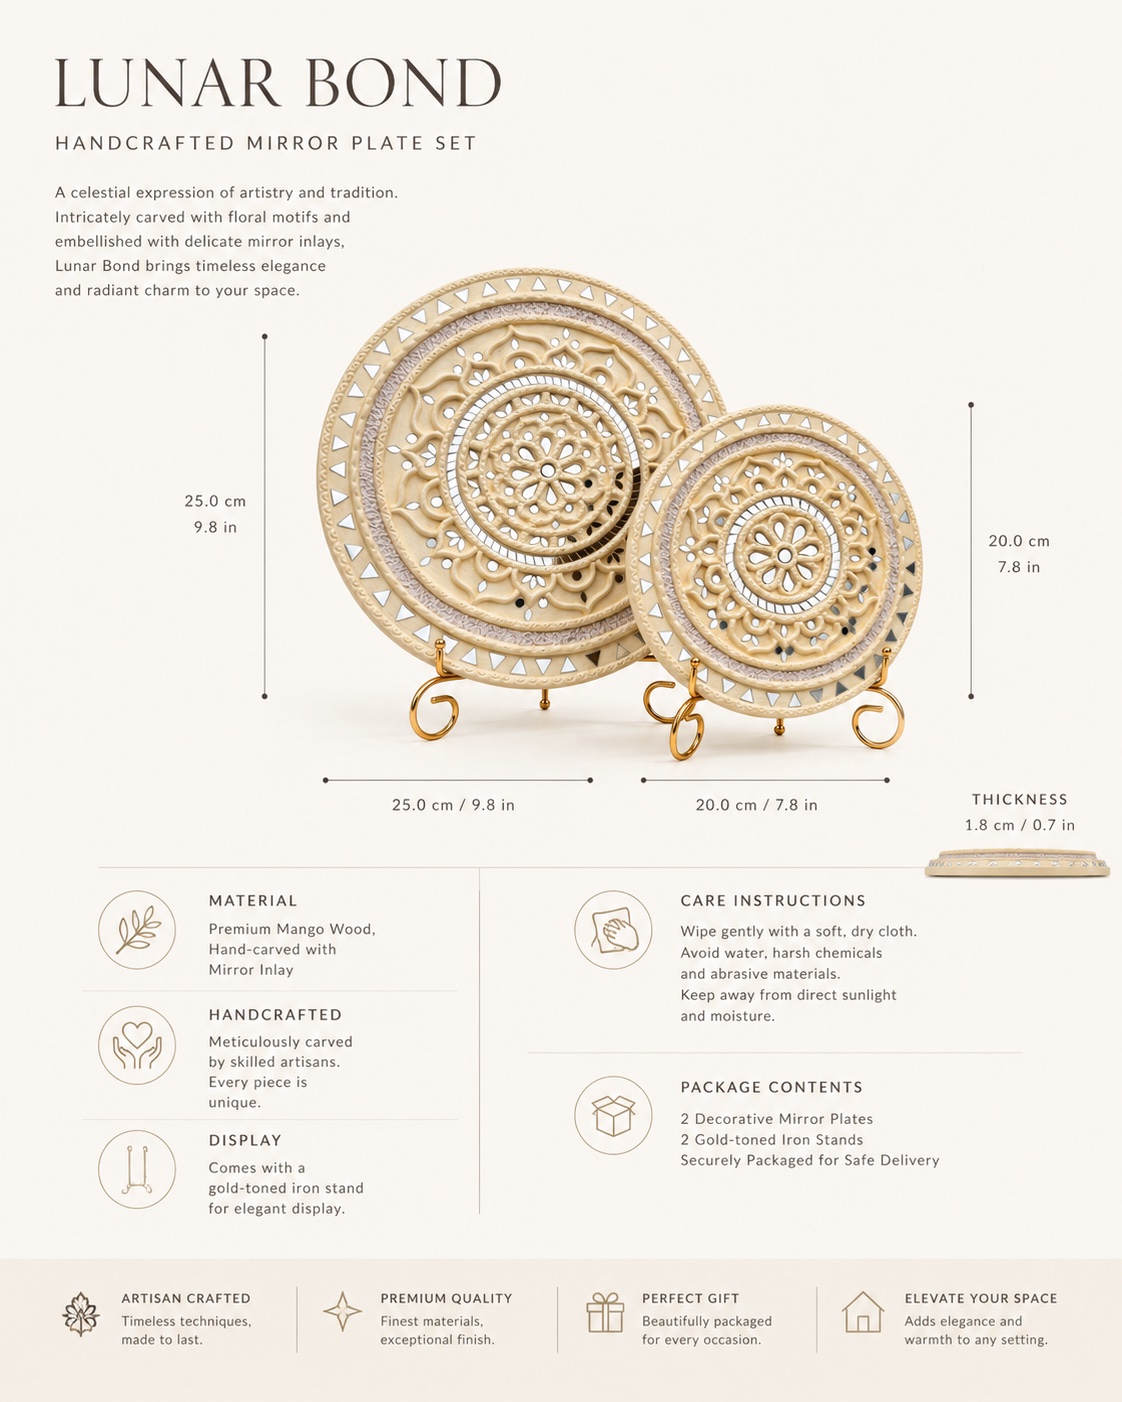 LUNAR BOND
HANDCRAFTED MIRROR PLATE SET
A celestial expression of artistry and tradition.
Intricately carved with floral motifs and
embellished with delicate mirror inlays,
Lunar Bond brings timeless elegance
and radiant charm to your space.
25.0 cm
9.8 in
20.0 cm
7.8 in
25.0 cm / 9.8 in
20.0 cm / 7.8 in
THICKNESS
1.8 cm / 0.7 in
MATERIAL
Premium Mango Wood,
Hand-carved with
Mirror Inlay
HANDCRAFTED
Meticulously carved
by skilled artisans.
Every piece is
unique.
DISPLAY
Comes with a
gold-toned iron stand
for elegant display.
CARE INSTRUCTIONS
Wipe gently with a soft, dry cloth.
Avoid water, harsh chemicals
and abrasive materials.
Keep away from direct sunlight
and moisture.
PACKAGE CONTENTS
2 Decorative Mirror Plates
2 Gold-toned Iron Stands
Securely Packaged for Safe Delivery
ARTISAN CRAFTED
Timeless techniques,
made to last.
PREMIUM QUALITY
Finest materials,
exceptional finish.
PERFECT GIFT
Beautifully packaged
for every occasion.
ELEVATE YOUR SPACE
Adds elegance and
warmth to any setting.